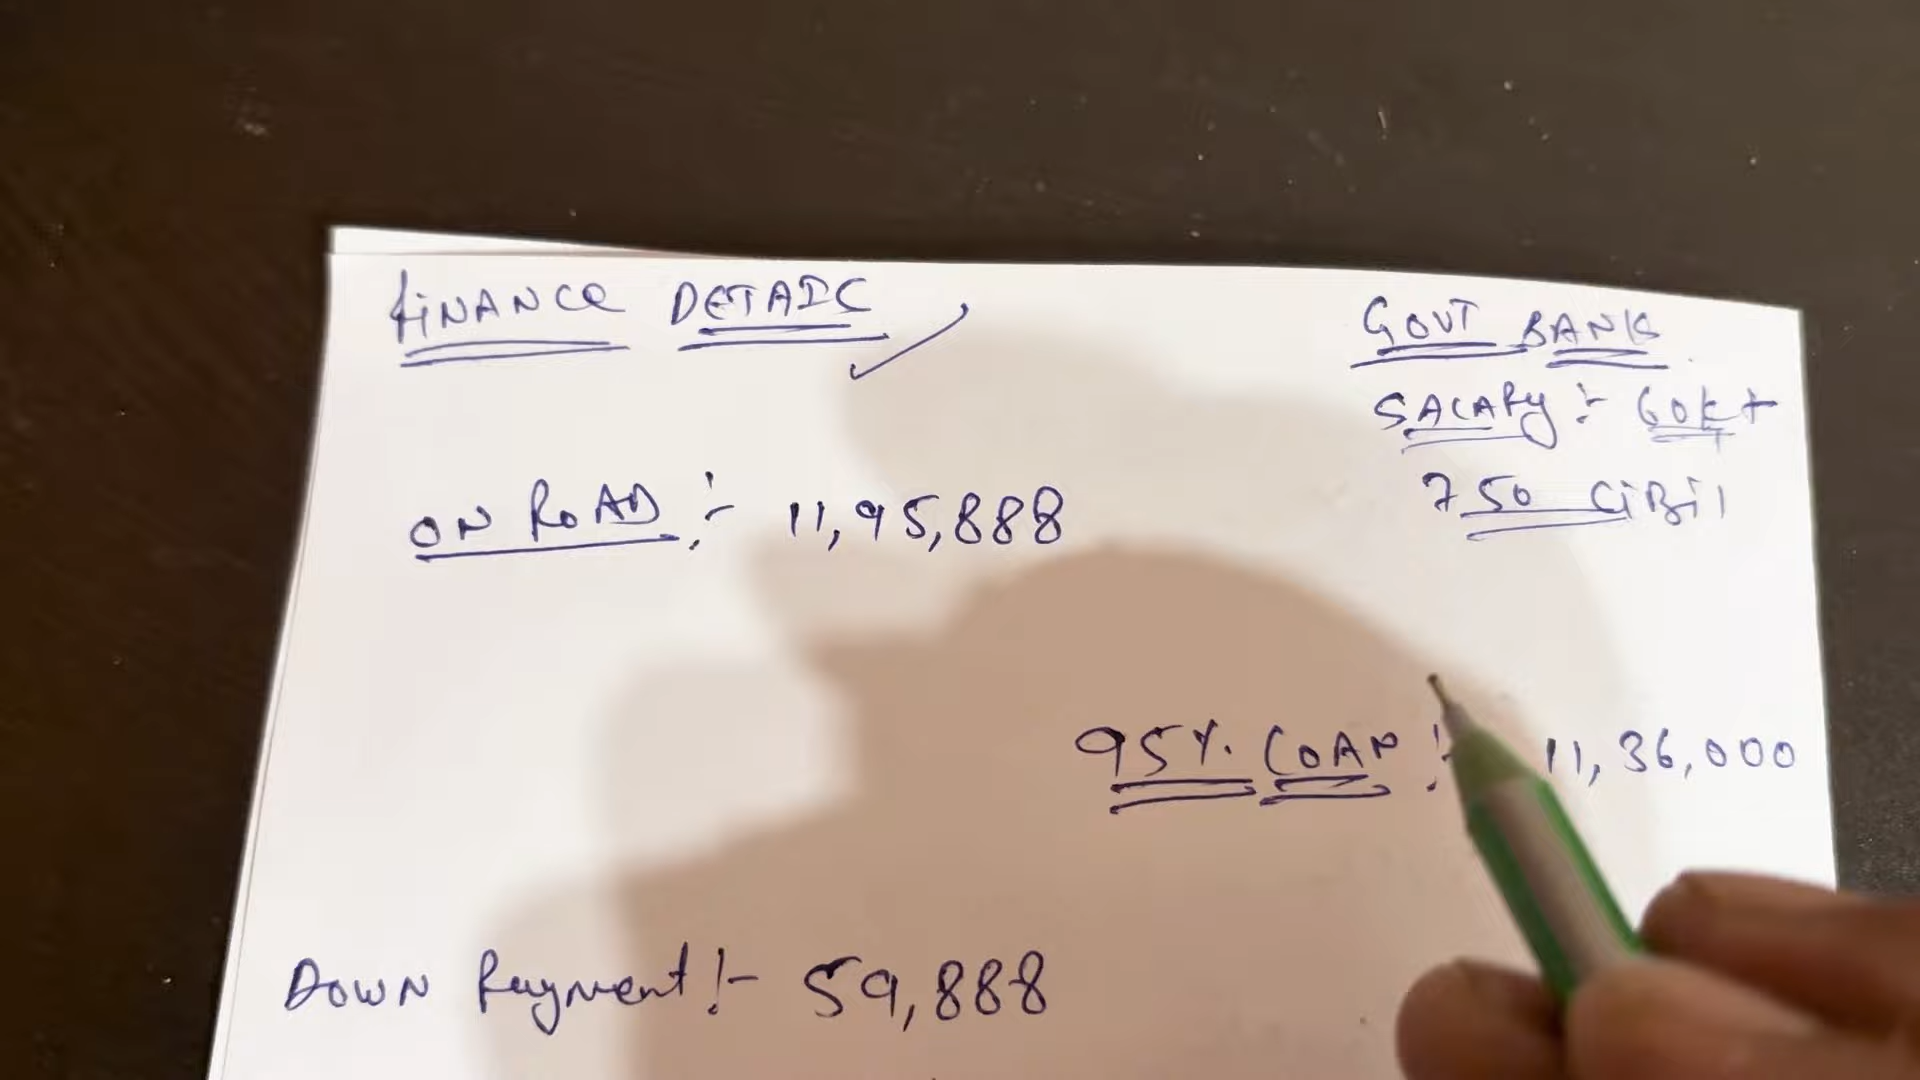 FINANCE DETAIL
GOVT BANK
SALARY :- 60K+
750 CIBIL
ON ROAD :- 11,95,888
95% LOAN :- 11,36,000
DOWN Payment :- 59,888